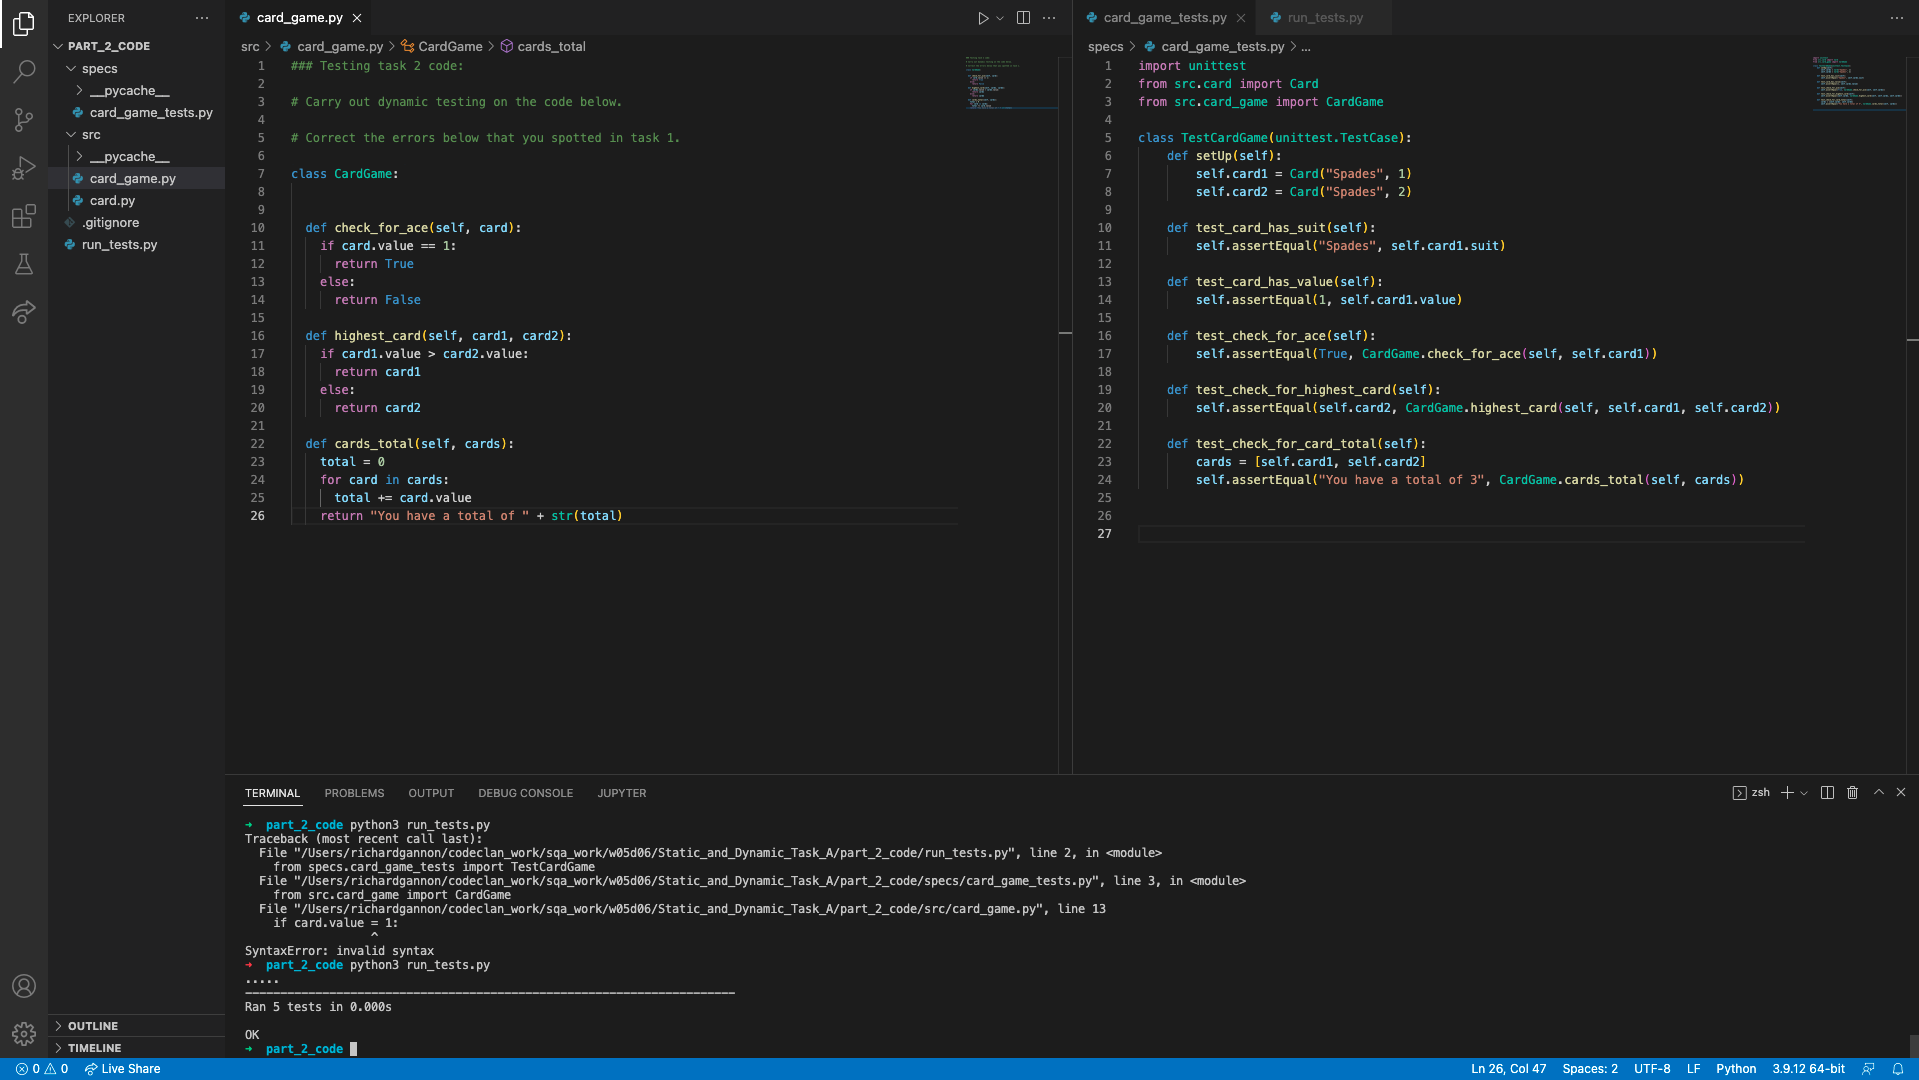 EXPLORER
PART_2_CODE
specs
__pycache__
card_game_tests.py
src
__pycache__
card_game.py
card.py
.gitignore
run_tests.py
OUTLINE
TIMELINE
card_game.py
src > card_game.py > CardGame > cards_total
1 ### Testing task 2 code:
2
3 # Carry out dynamic testing on the code below.
4
5 # Correct the errors below that you spotted in task 1.
6
7 class CardGame:
8
9
10 def check_for_ace(self, card):
11 if card.value == 1:
12 return True
13 else:
14 return False
15
16 def highest_card(self, card1, card2):
17 if card1.value > card2.value:
18 return card1
19 else:
20 return card2
21
22 def cards_total(self, cards):
23 total = 0
24 for card in cards:
25 total += card.value
26 return "You have a total of " + str(total)
card_game_tests.py run_tests.py
specs > card_game_tests.py > ...
1 import unittest
2 from src.card import Card
3 from src.card_game import CardGame
4
5 class TestCardGame(unittest.TestCase):
6 def setUp(self):
7 self.card1 = Card("Spades", 1)
8 self.card2 = Card("Spades", 2)
9
10 def test_card_has_suit(self):
11 self.assertEqual("Spades", self.card1.suit)
12
13 def test_card_has_value(self):
14 self.assertEqual(1, self.card1.value)
15
16 def test_check_for_ace(self):
17 self.assertEqual(True, CardGame.check_for_ace(self, self.card1))
18
19 def test_check_for_highest_card(self):
20 self.assertEqual(self.card2, CardGame.highest_card(self, self.card1, self.card2))
21
22 def test_check_for_card_total(self):
23 cards = [self.card1, self.card2]
24 self.assertEqual("You have a total of 3", CardGame.cards_total(self, cards))
25
26
27
TERMINAL PROBLEMS OUTPUT DEBUG CONSOLE JUPYTER
zsh
→ part_2_code python3 run_tests.py
Traceback (most recent call last):
File "/Users/richardgannon/codeclan_work/sqa_work/w05d06/Static_and_Dynamic_Task_A/part_2_code/run_tests.py", line 2, in <module>
from specs.card_game_tests import TestCardGame
File "/Users/richardgannon/codeclan_work/sqa_work/w05d06/Static_and_Dynamic_Task_A/part_2_code/specs/card_game_tests.py", line 3, in <module>
from src.card_game import CardGame
File "/Users/richardgannon/codeclan_work/sqa_work/w05d06/Static_and_Dynamic_Task_A/part_2_code/src/card_game.py", line 13
if card.value = 1:
^
SyntaxError: invalid syntax
→ part_2_code python3 run_tests.py
.....
----------------------------------------------------------------------
Ran 5 tests in 0.000s
OK
→ part_2_code
0 0 Live Share
Ln 26, Col 47 Spaces: 2 UTF-8 LF Python 3.9.12 64-bit